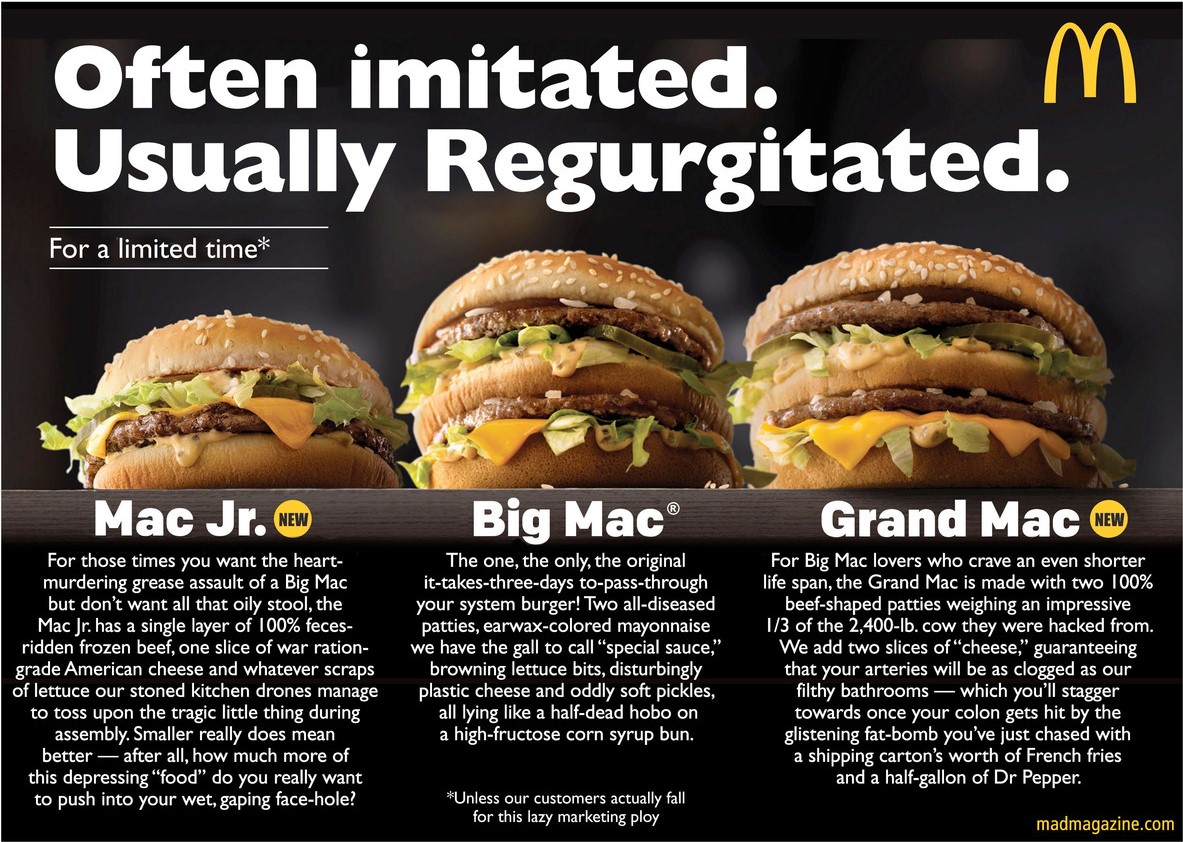 Often imitated.
Usually Regurgitated.
For a limited time*
Mac Jr. NEW
For those times you want the heart-
murdering grease assault of a Big Mac
but don't want all that oily stool, the
Mac Jr. has a single layer of 100% feces-
ridden frozen beef, one slice of war ration-
grade American cheese and whatever scraps
of lettuce our stoned kitchen drones manage
to toss upon the tragic little thing during
assembly. Smaller really does mean
better — after all, how much more of
this depressing “food” do you really want
to push into your wet, gaping face-hole?
Big Mac®
The one, the only, the original
it-takes-three-days to-pass-through
your system burger! Two all-diseased
patties, earwax-colored mayonnaise
we have the gall to call “special sauce,”
browning lettuce bits, disturbingly
plastic cheese and oddly soft pickles,
all lying like a half-dead hobo on
a high-fructose corn syrup bun.
*Unless our customers actually fall
for this lazy marketing ploy
Grand Mac NEW
For Big Mac lovers who crave an even shorter
life span, the Grand Mac is made with two 100%
beef-shaped patties weighing an impressive
1/3 of the 2,400-lb. cow they were hacked from.
We add two slices of “cheese,” guaranteeing
that your arteries will be as clogged as our
filthy bathrooms — which you'll stagger
towards once your colon gets hit by the
glistening fat-bomb you've just chased with
a shipping carton's worth of French fries
and a half-gallon of Dr Pepper.
madmagazine.com